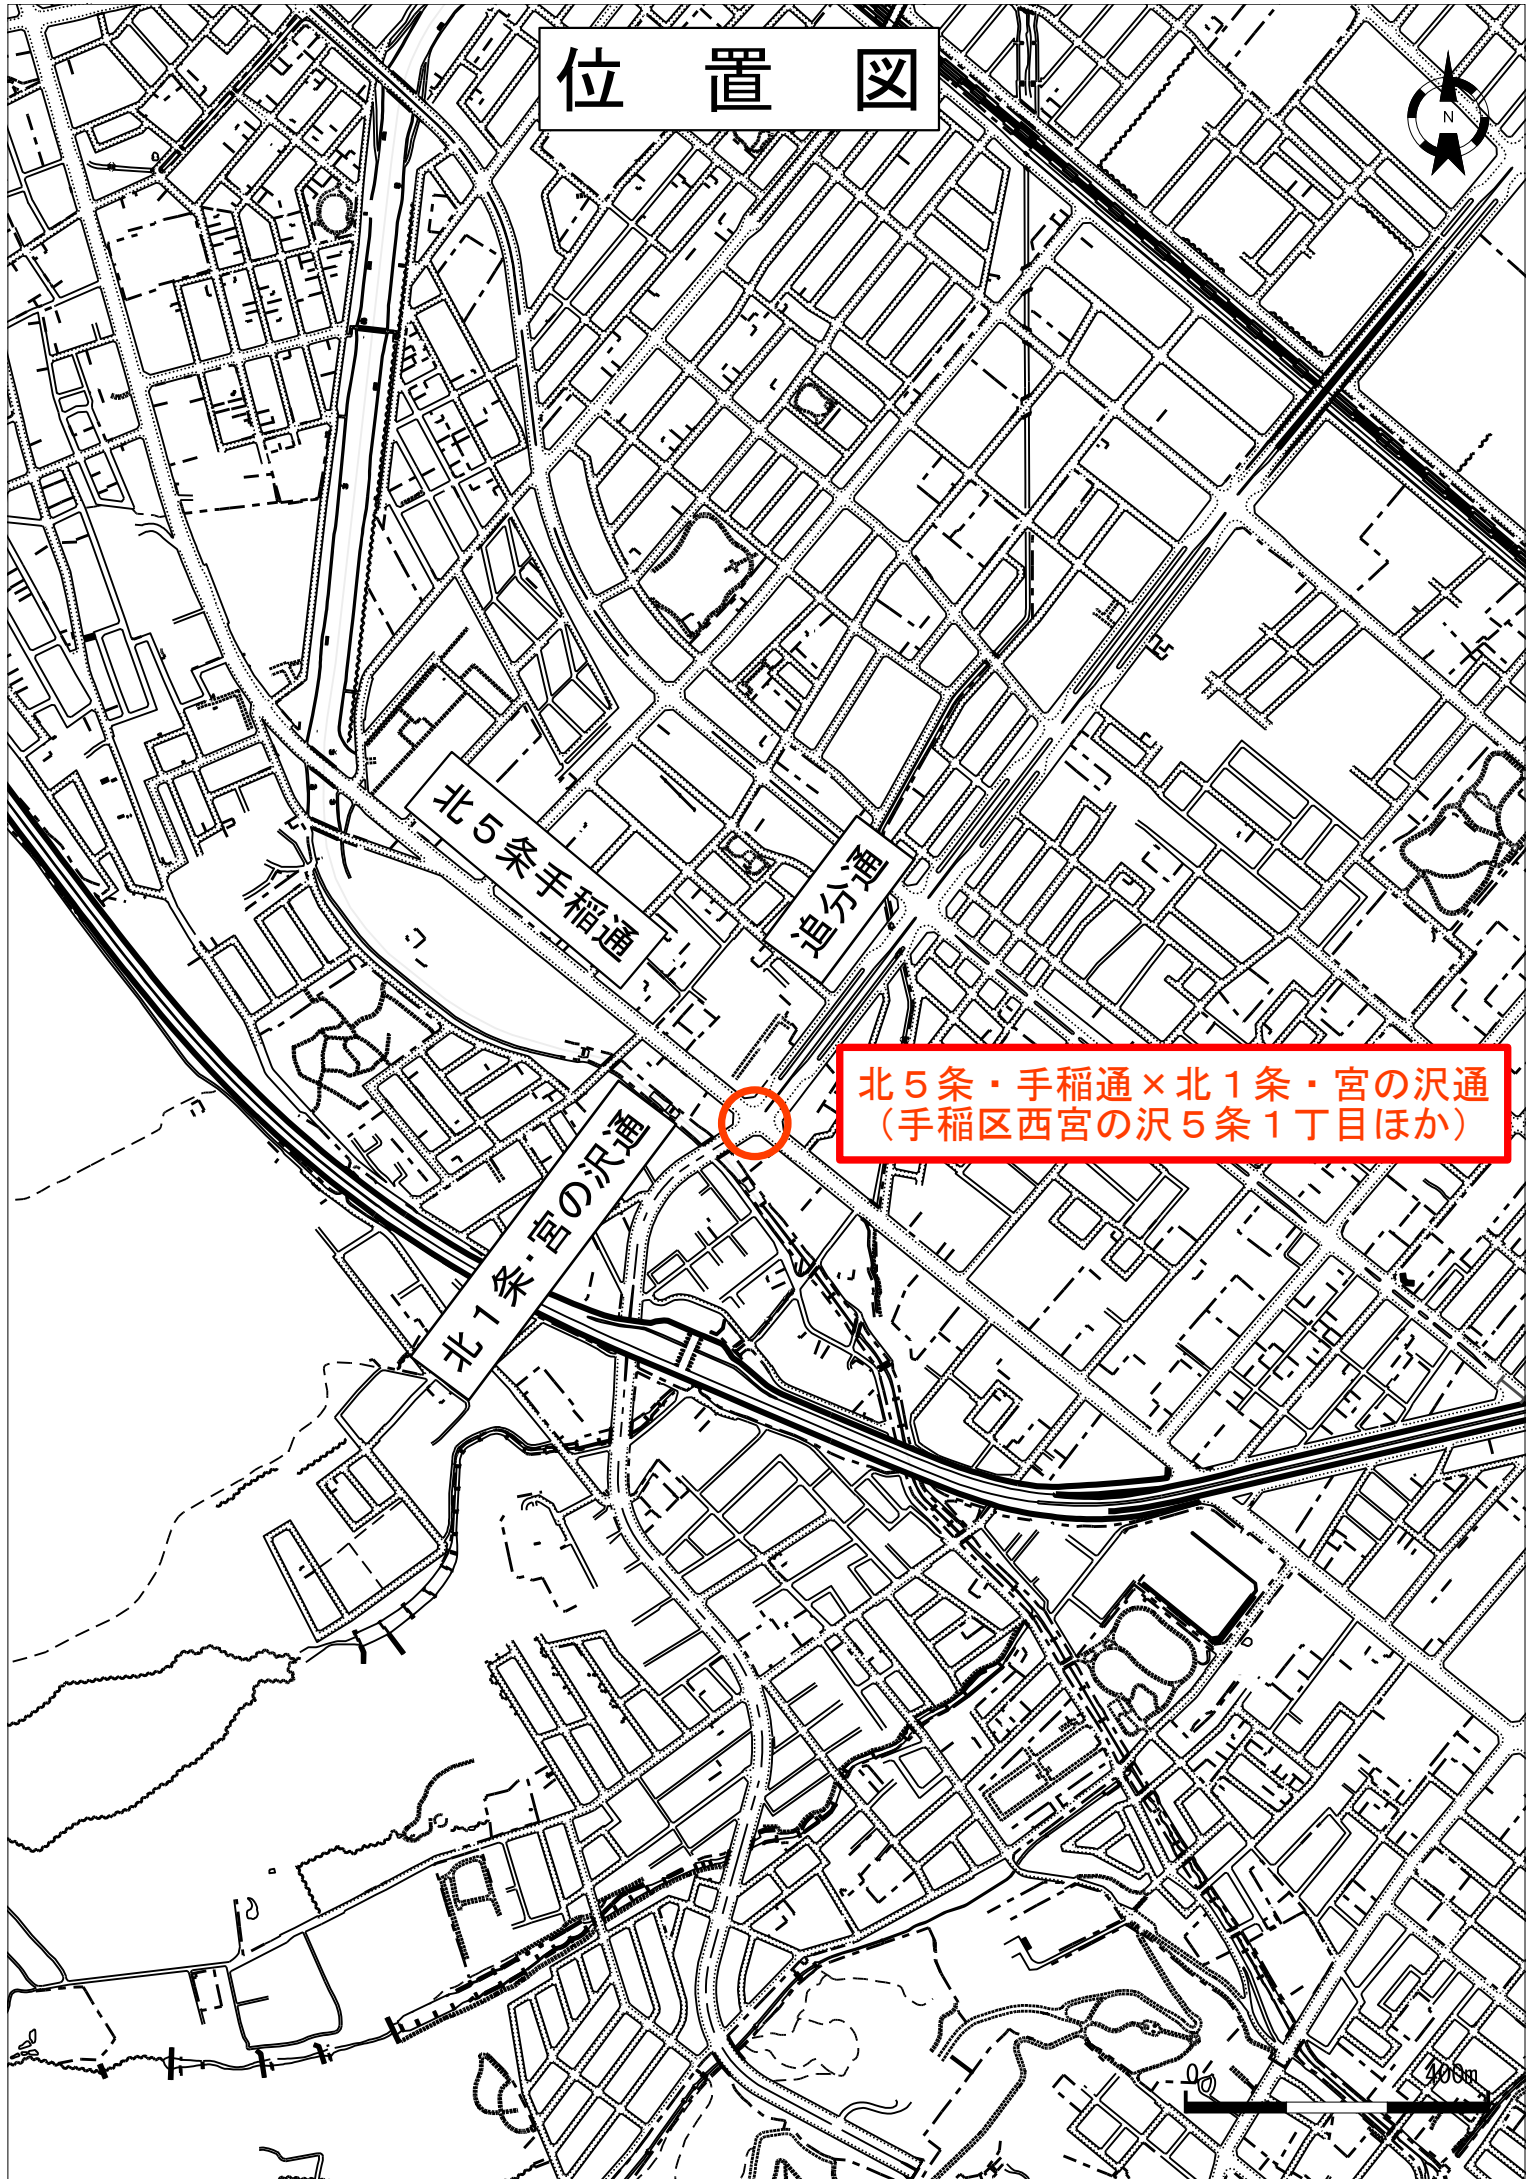 位置図
N
北５条手稲通
追分通
北５条・手稲通×北１条・宮の沢通
（手稲区西宮の沢５条１丁目ほか）
北１条・宮の沢通
0 400m